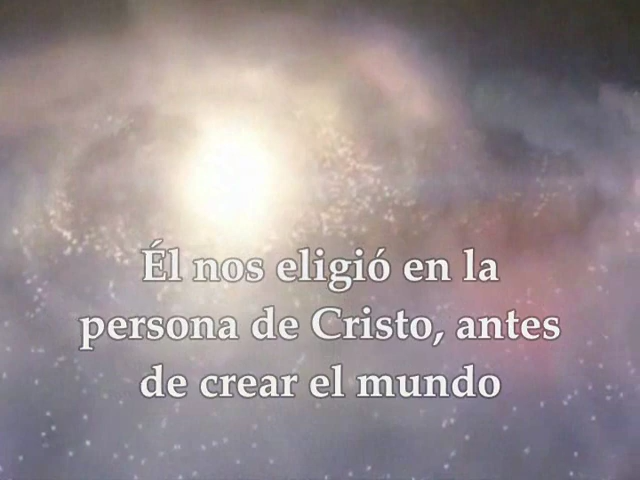 Él nos eligió en la
persona de Cristo, antes
de crear el mundo